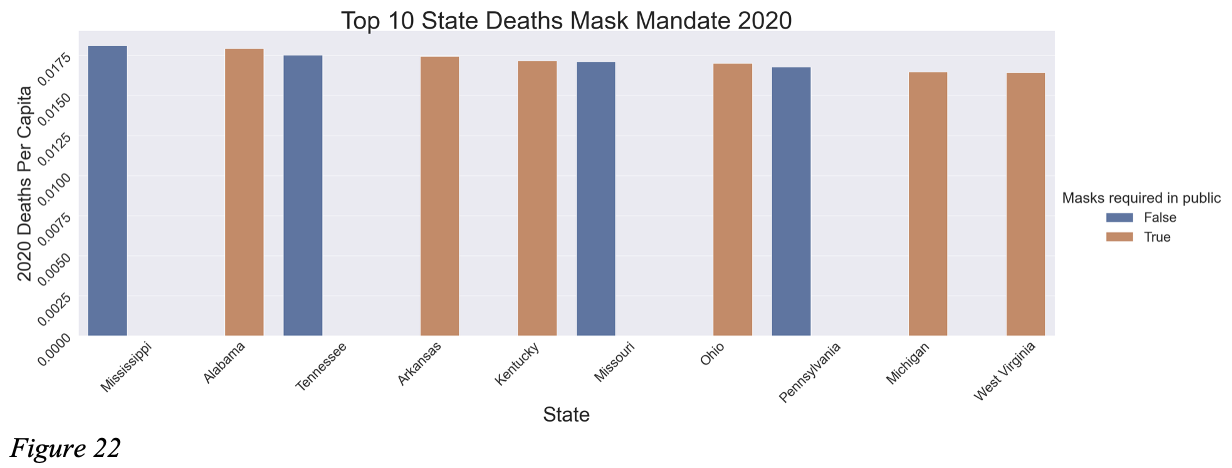 Top 10 State Deaths Mask Mandate 2020
2020 Deaths Per Capita
0.0175
0.0150
0.0125
0.0100
0.0075
0.0050
0.0025
0.0000
Mississippi
Alabama
Tennessee
Arkansas
Kentucky
Missouri
Ohio
Pennsylvania
Michigan
West Virginia
State
Masks required in public
False
True
Figure 22